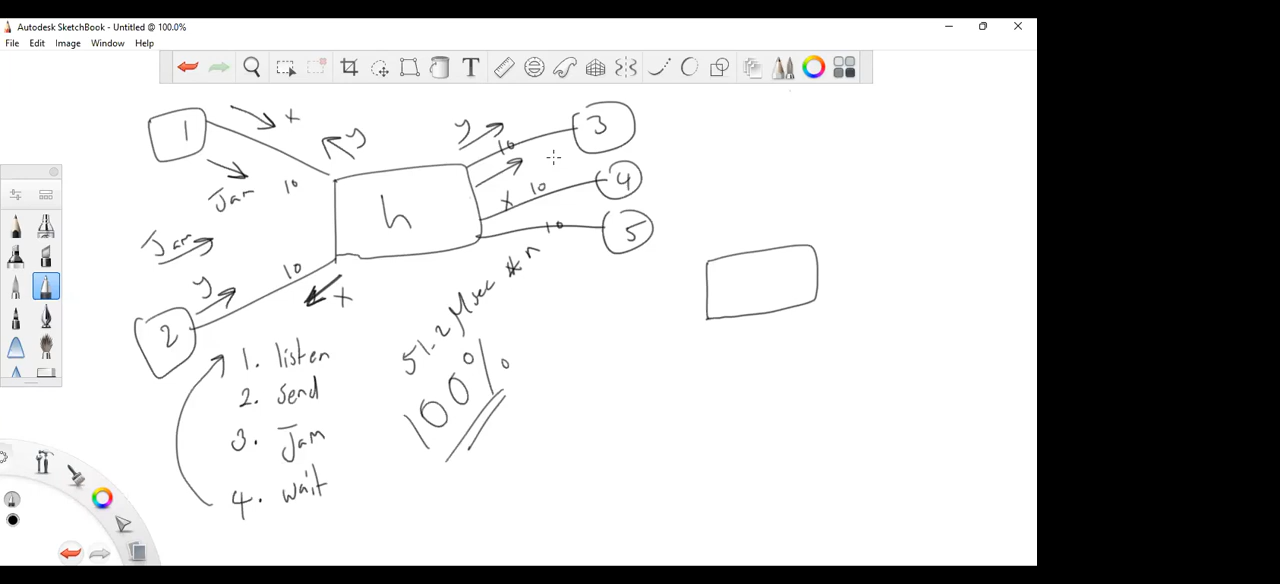 Autodesk SketchBook - Untitled @ 100.0%
File Edit Image Window Help
T
1
x
y
y
10
3
Jam
10
h
x
10
4
Jam
10
5
y
10
x
2
51.2 Msec * n
100%
1. listen
2. Send
3. Jam
4. wait